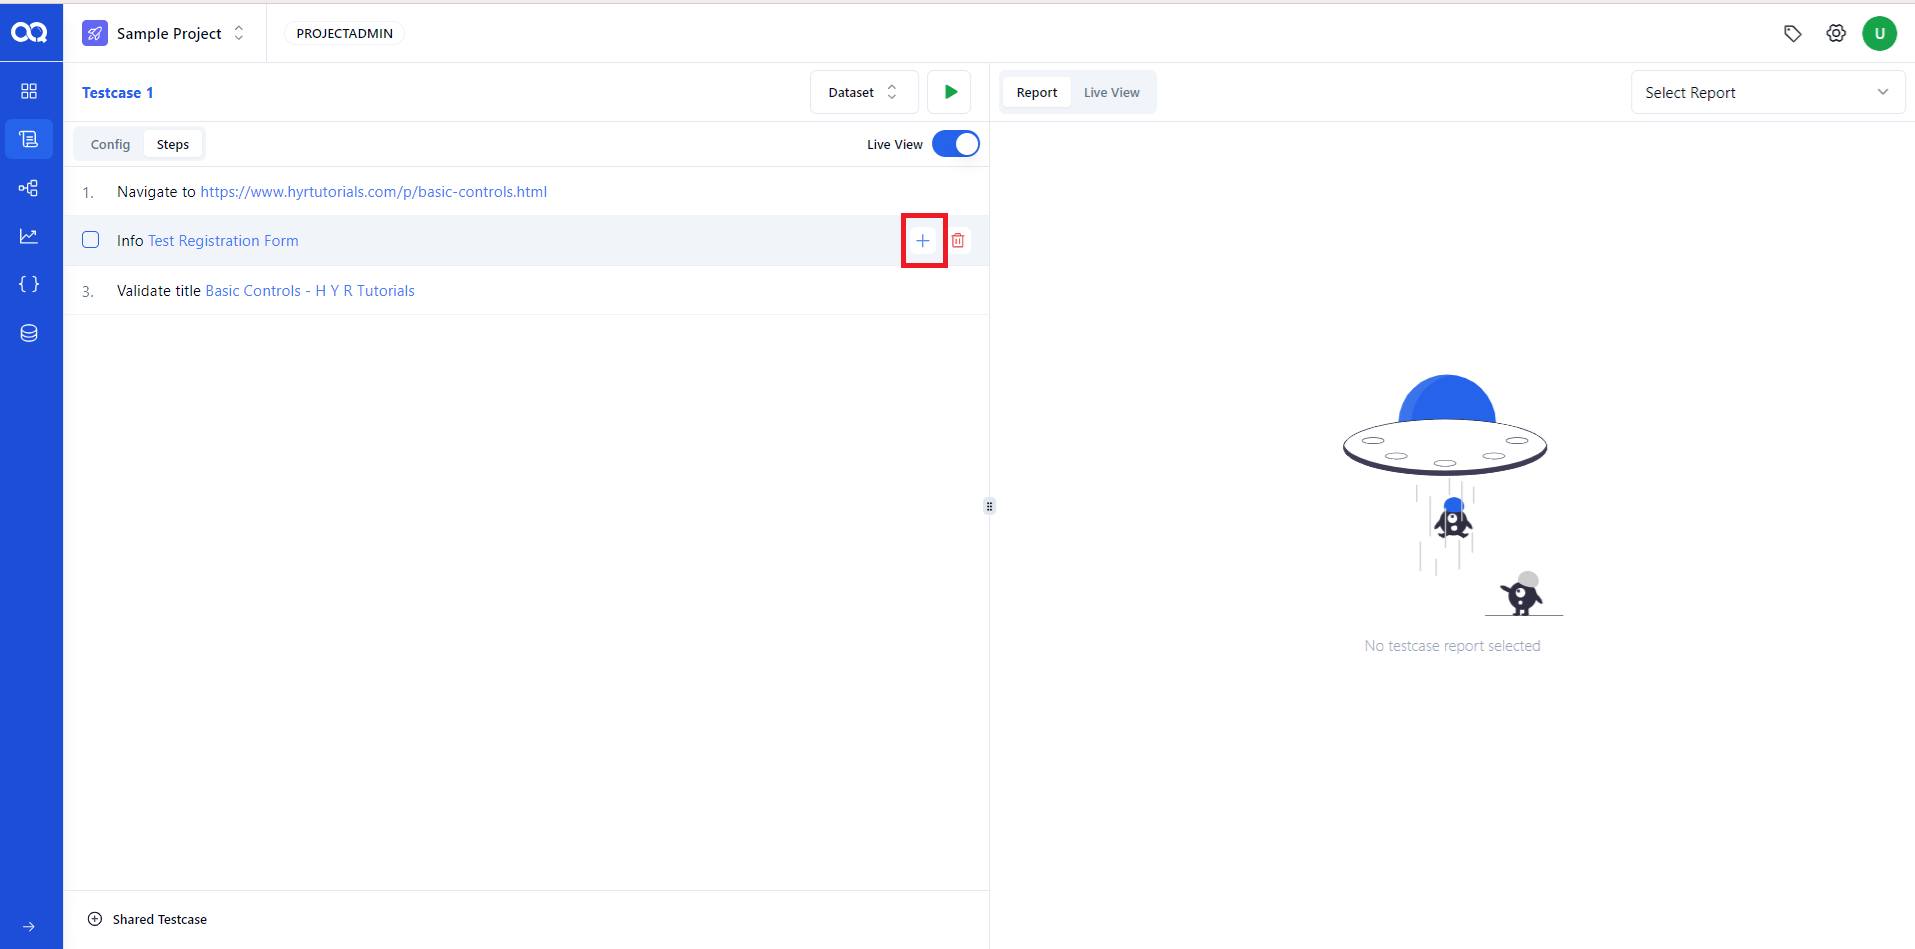 Sample Project
PROJECTADMIN
U
Testcase 1
Dataset
Report
Live View
Select Report
Config
Steps
Live View
1. Navigate to https://www.hyrtutorials.com/p/basic-controls.html
Info Test Registration Form
3. Validate title Basic Controls - H Y R Tutorials
No testcase report selected
Shared Testcase